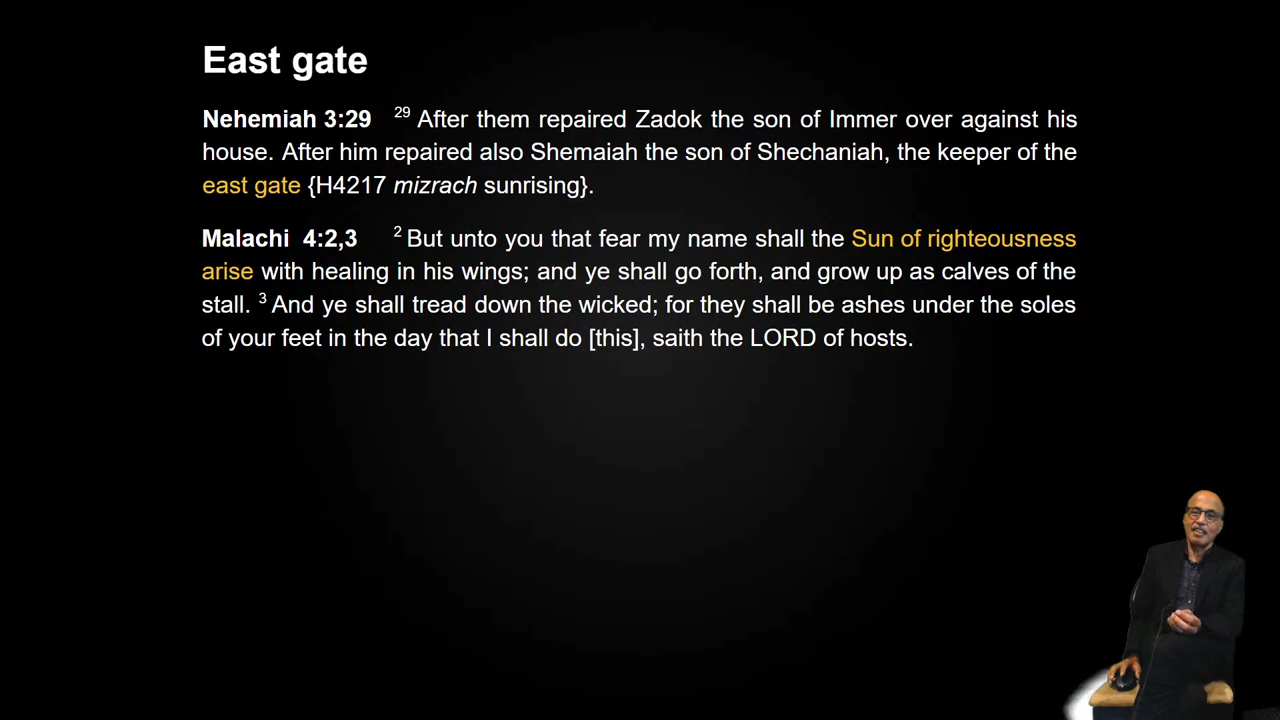 East gate
Nehemiah 3:29 29 After them repaired Zadok the son of Immer over against his
house. After him repaired also Shemaiah the son of Shechaniah, the keeper of the
east gate {H4217 mizrach sunrising}.
Malachi 4:2,3 2 But unto you that fear my name shall the Sun of righteousness
arise with healing in his wings; and ye shall go forth, and grow up as calves of the
stall. 3 And ye shall tread down the wicked; for they shall be ashes under the soles
of your feet in the day that I shall do [this], saith the LORD of hosts.